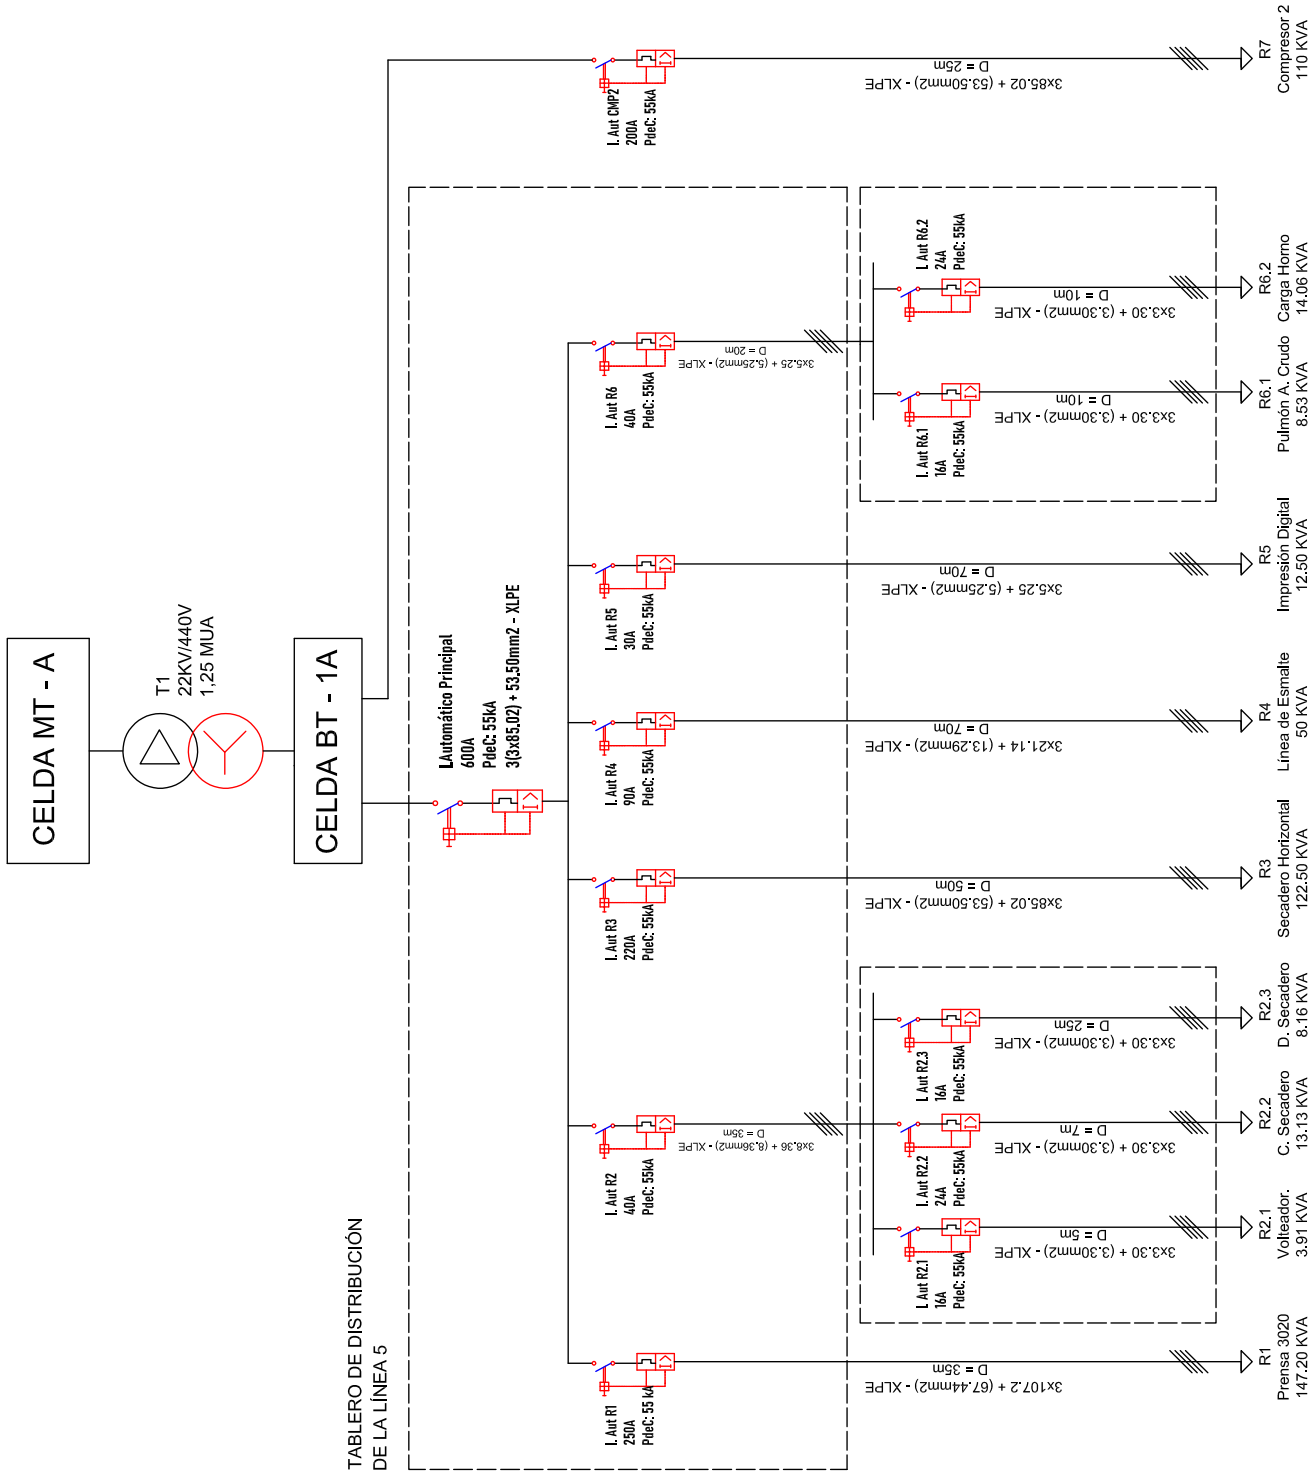 CELDA MT - A
T1
22KV/440V
1,25 MUA
CELDA BT - 1A
TABLERO DE DISTRIBUCIÓN
DE LA LÍNEA 5
I.Automático Principal
600A
PdeC: 55kA
3(3x85.02) + 53.50mm2 - XLPE
I. Aut R1
250A
PdeC: 55 kA
3x107.2 + (67.44mm2) - XLPE
D = 35m
R1
Prensa 3020
147.20 KVA
I. Aut R2
40A
PdeC: 55kA
3x8.36 + (8.36mm2) - XLPE
D = 35m
I. Aut R2.1
16A
PdeC: 55kA
3x3.30 + (3.30mm2) - XLPE
D = 5m
R2.1
Volteador.
3.91 KVA
I. Aut R2.2
24A
PdeC: 55kA
3x3.30 + (3.30mm2) - XLPE
D = 7m
R2.2
C. Secadero
13.13 KVA
I. Aut R2.3
16A
PdeC: 55kA
3x3.30 + (3.30mm2) - XLPE
D = 25m
R2.3
D. Secadero
8.16 KVA
I. Aut R3
220A
PdeC: 55kA
3x85.02 + (53.50mm2) - XLPE
D = 50m
R3
Secadero Horizontal
122.50 KVA
I. Aut R4
90A
PdeC: 55kA
3x21.14 + (13.29mm2) - XLPE
D = 70m
R4
Línea de Esmalte
50 KVA
I. Aut R5
30A
PdeC: 55kA
3x5.25 + (5.25mm2) - XLPE
D = 70m
R5
Impresión Digital
12.50 KVA
I. Aut R6
40A
PdeC: 55kA
3x5.25 + (5.25mm2) - XLPE
D = 20m
I. Aut R6.1
16A
PdeC: 55kA
3x3.30 + (3.30mm2) - XLPE
D = 10m
R6.1
Pulmón A. Crudo
8.53 KVA
I. Aut R6.2
24A
PdeC: 55kA
3x3.30 + (3.30mm2) - XLPE
D = 10m
R6.2
Carga Horno
14.06 KVA
I. Aut CMP2
200A
PdeC: 55kA
3x85.02 + (53.50mm2) - XLPE
D = 25m
R7
Compresor 2
110 KVA